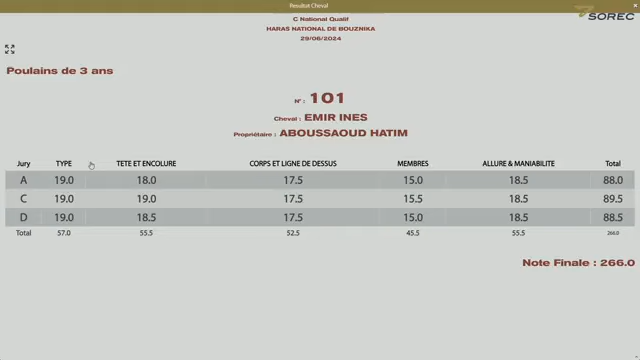 Resultat Cheval
SOREC
C National Qualif
HARAS NATIONAL DE BOUZNIKA
29/06/2024
Poulains de 3 ans
N° : 101
Cheval : EMIR INES
Propriétaire : ABOUSSAOUD HATIM
Jury TYPE TETE ET ENCOLURE CORPS ET LIGNE DE DESSUS MEMBRES ALLURE & MANIABILITE Total
A 19.0 18.0 17.5 15.0 18.5 88.0
C 19.0 19.0 17.5 15.5 18.5 89.5
D 19.0 18.5 17.5 15.0 18.5 88.5
Total 57.0 55.5 52.5 45.5 55.5 266.0
Note Finale : 266.0